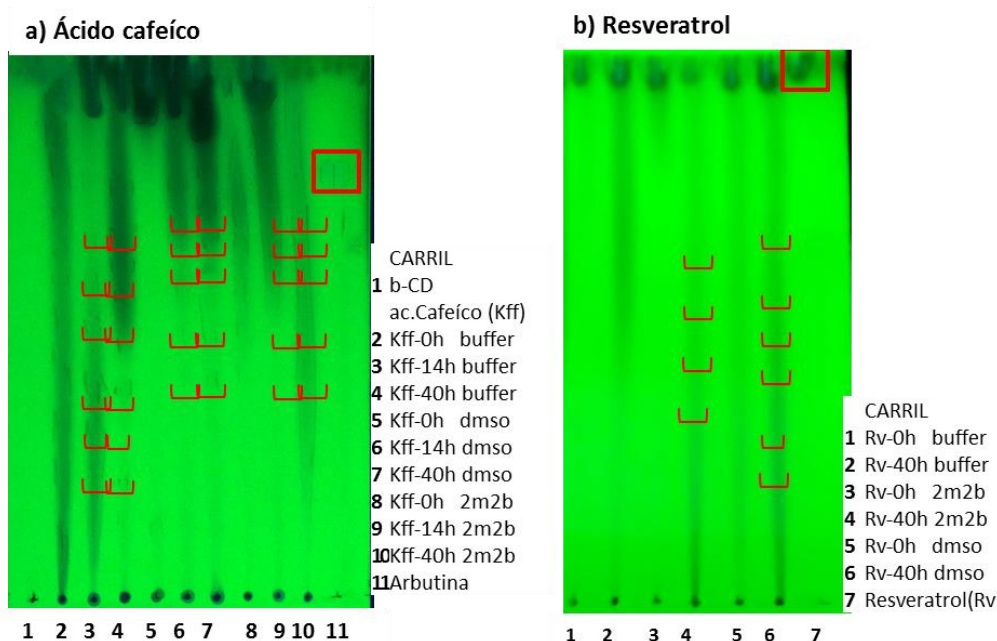 a) Ácido cafeíco
CARRIL
1 b-CD
ac.Cafeíco (Kff)
2 Kff-0h buffer
3 Kff-14h buffer
4 Kff-40h buffer
5 Kff-0h dmso
6 Kff-14h dmso
7 Kff-40h dmso
8 Kff-0h 2m2b
9 Kff-14h 2m2b
10 Kff-40h 2m2b
11 Arbutina
1 2 3 4 5 6 7 8 9 10 11
b) Resveratrol
CARRIL
1 Rv-0h buffer
2 Rv-40h buffer
3 Rv-0h 2m2b
4 Rv-40h 2m2b
5 Rv-0h dmso
6 Rv-40h dmso
7 Resveratrol(Rv
1 2 3 4 5 6 7